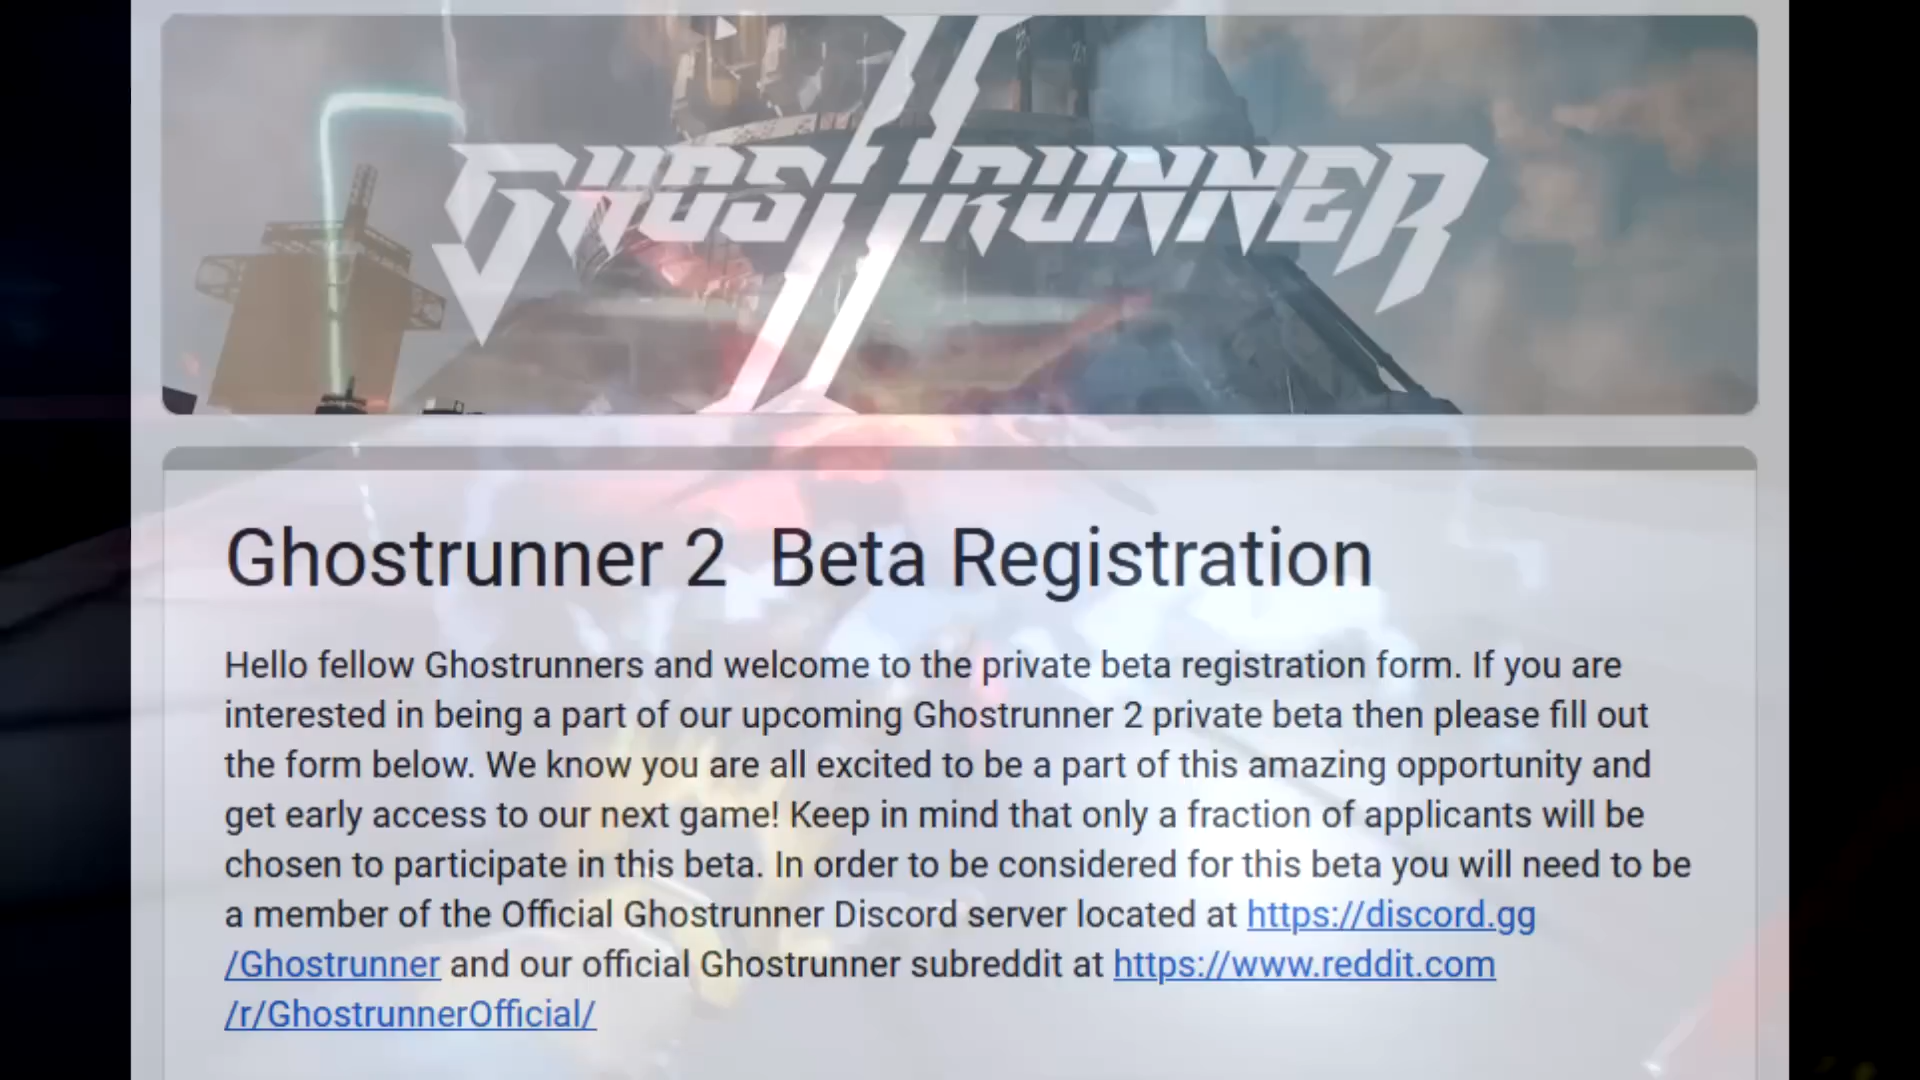 GHOSTRUNNER
Ghostrunner 2  Beta Registration
Hello fellow Ghostrunners and welcome to the private beta registration form. If you are
interested in being a part of our upcoming Ghostrunner 2 private beta then please fill out
the form below. We know you are all excited to be a part of this amazing opportunity and
get early access to our next game! Keep in mind that only a fraction of applicants will be
chosen to participate in this beta. In order to be considered for this beta you will need to be
a member of the Official Ghostrunner Discord server located at https://discord.gg
/Ghostrunner and our official Ghostrunner subreddit at https://www.reddit.com
/r/GhostrunnerOfficial/